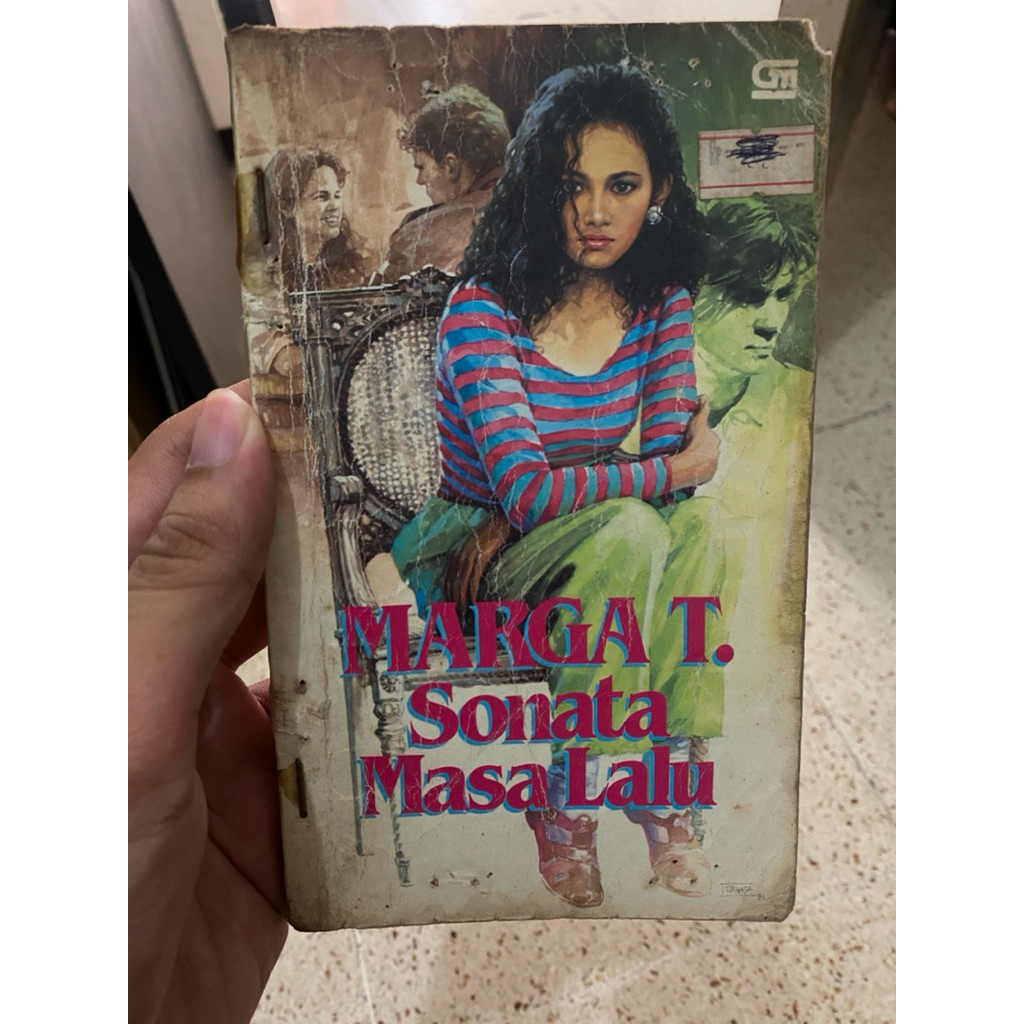 GM
MARGA T.
Sonata
Masa Lalu